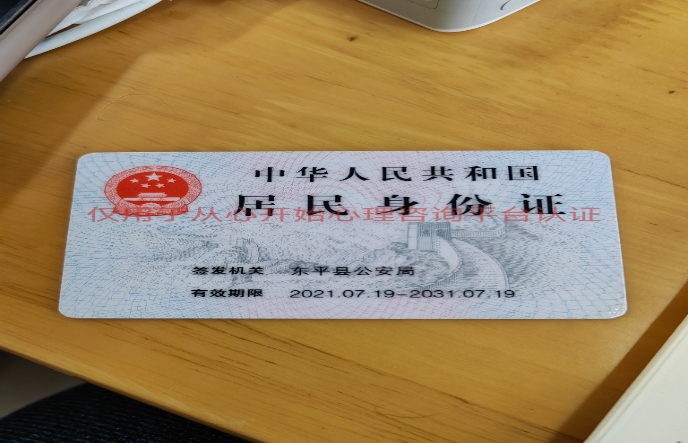 中华人民共和国
居民身份证
仅用于从心开始心理咨询平台认证
签发机关 东平县公安局
有效期限 2021.07.19-2031.07.19